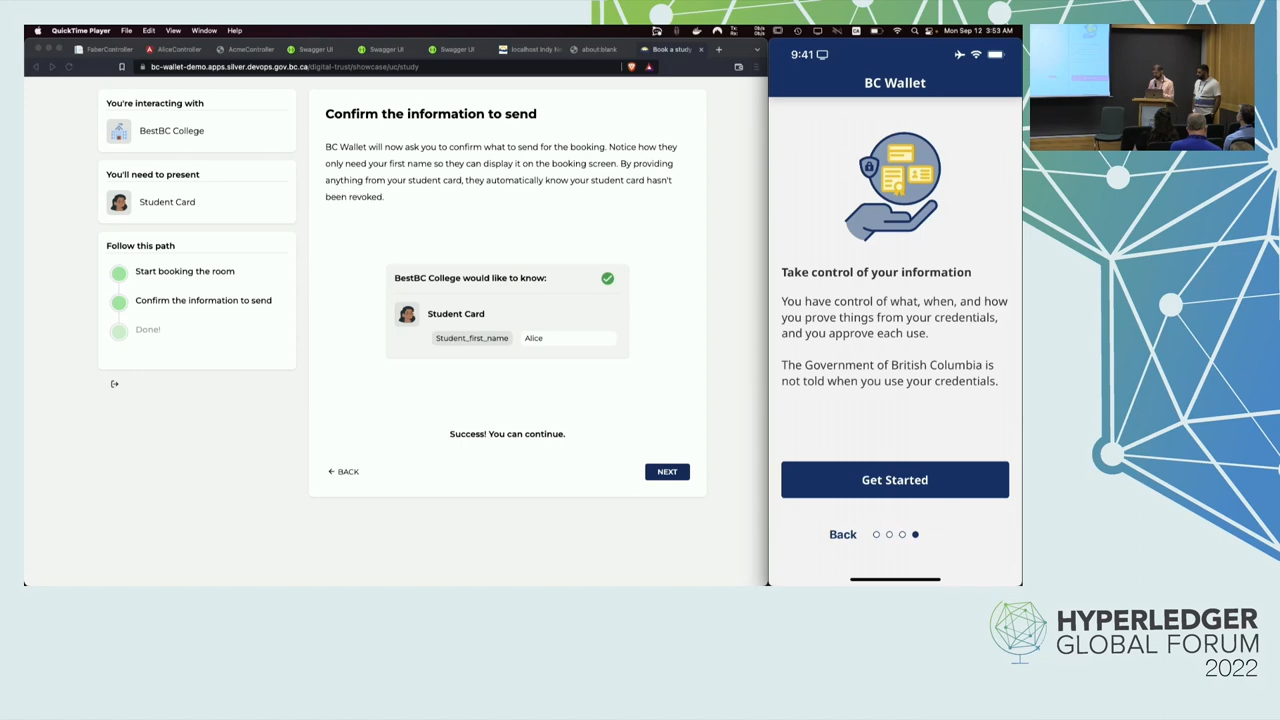 QuickTime Player File Edit View Window Help
Mon Sep 12 3:53 AM
FaberController
AliceController
AcmeController
Swagger UI
Swagger UI
Swagger UI
localhost Indy No
about:blank
Book a study
bc-wallet-demo.apps.silver.devops.gov.bc.ca/digital-trust/showcase/uc/study
You're interacting with
BestBC College
You'll need to present
Student Card
Follow this path
Start booking the room
Confirm the information to send
Done!
Confirm the information to send
BC Wallet will now ask you to confirm what to send for the booking. Notice how they
only need your first name so they can display it on the booking screen. By providing
anything from your student card, they automatically know your student card hasn't
been revoked.
BestBC College would like to know:
Student Card
Student_first_name Alice
Success! You can continue.
← BACK
NEXT
9:41
BC Wallet
Take control of your information
You have control of what, when, and how
you prove things from your credentials,
and you approve each use.
The Government of British Columbia is
not told when you use your credentials.
Get Started
Back
HYPERLEDGER
GLOBAL FORUM
2022